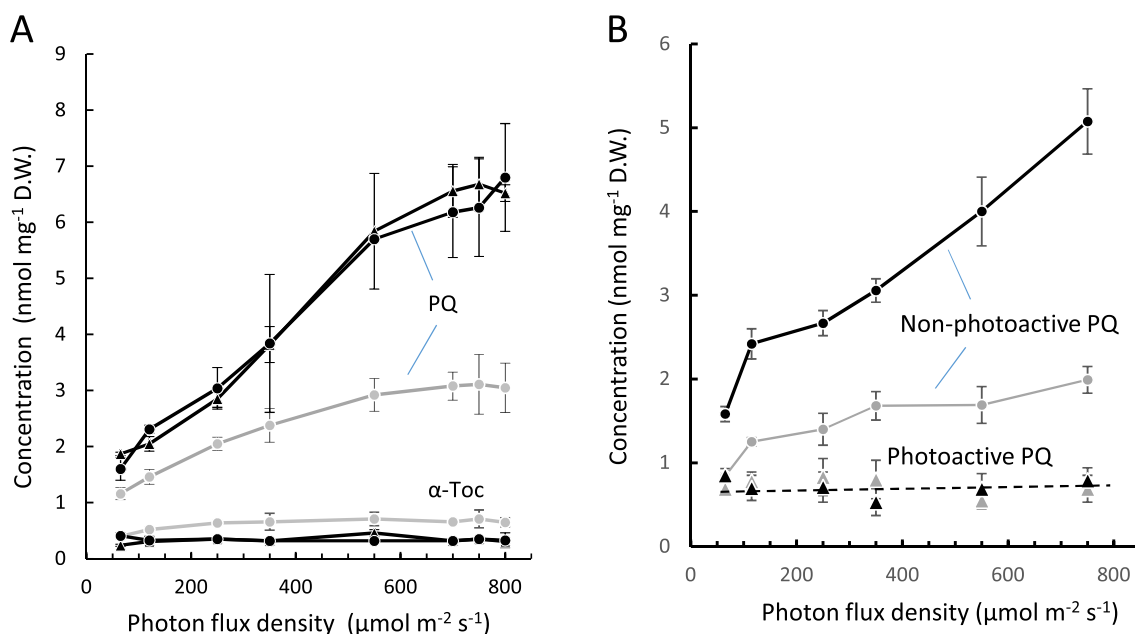 A
9
8
7
6
5
4
3
2
1
0
Concentration (nmol mg⁻¹ D.W.)
PQ
α-Toc
0
200
400
600
800
Photon flux density (µmol m⁻² s⁻¹)
B
6
5
4
3
2
1
0
Concentration (nmol mg⁻¹ D.W.)
Non-photoactive PQ
Photoactive PQ
0
200
400
600
800
Photon flux density (µmol m⁻² s⁻¹)